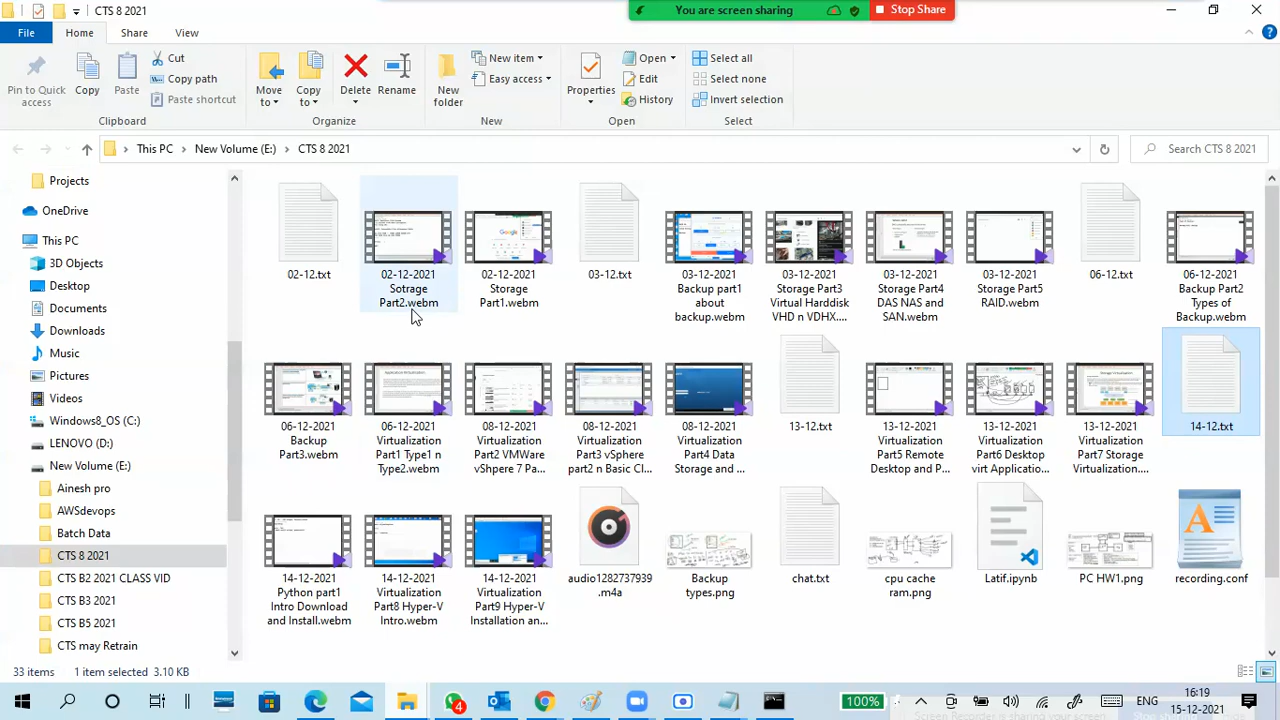 CTS 8 2021
You are screen sharing
Stop Share
File
Home
Share
View
Pin to Quick
access
Copy
Paste
Cut
Copy path
Paste shortcut
Clipboard
Move
to
Copy
to
Delete
Rename
Organize
New
folder
New item
Easy access
New
Properties
Open
Edit
History
Open
Select all
Select none
Invert selection
Select
This PC
New Volume (E:)
CTS 8 2021
Search CTS 8 2021
Projects
OneDrive
This PC
3D Objects
Desktop
Documents
Downloads
Music
Pictures
Videos
Windows8_OS (C:)
LENOVO (D:)
New Volume (E:)
Ainesh pro
AWSdevops
Batch Data
CTS 8 2021
CTS B2 2021 CLASS VID
CTS B3 2021
CTS B5 2021
CTS may Retrain
02-12.txt
02-12-2021
Sotrage
Part2.webm
02-12-2021
Storage
Part1.webm
03-12.txt
03-12-2021
Backup part1
about
backup.webm
03-12-2021
Storage Part3
Virtual Harddisk
VHD n VDHX....
03-12-2021
Storage Part4
DAS NAS and
SAN.webm
03-12-2021
Storage Part5
RAID.webm
06-12.txt
06-12-2021
Backup Part2
Types of
Backup.webm
06-12-2021
Backup
Part3.webm
06-12-2021
Virtualization
Part1 Type1 n
Type2.webm
08-12-2021
Virtualization
Part2 VMWare
vShpere 7 Pa...
08-12-2021
Virtualization
Part3 vSphere
part2 n Basic Cl...
08-12-2021
Virtualization
Part4 Data
Storage and ...
13-12.txt
13-12-2021
Virtualization
Part5 Remote
Desktop and P...
13-12-2021
Virtualization
Part6 Desktop
virt Applicatio...
13-12-2021
Virtualization
Part7 Storage
Virtualization....
14-12.txt
14-12-2021
Python part1
Intro Download
and Install.webm
14-12-2021
Virtualization
Part8 Hyper-V
Intro.webm
14-12-2021
Virtualization
Part9 Hyper-V
Installation an...
audio1282737939
.m4a
Backup
types.png
chat.txt
cpu cache
ram.png
Latif.ipynb
PC HW1.png
recording.conf
33 items
1 item selected 3.10 KB
4
100%
ENG
15-12-2021